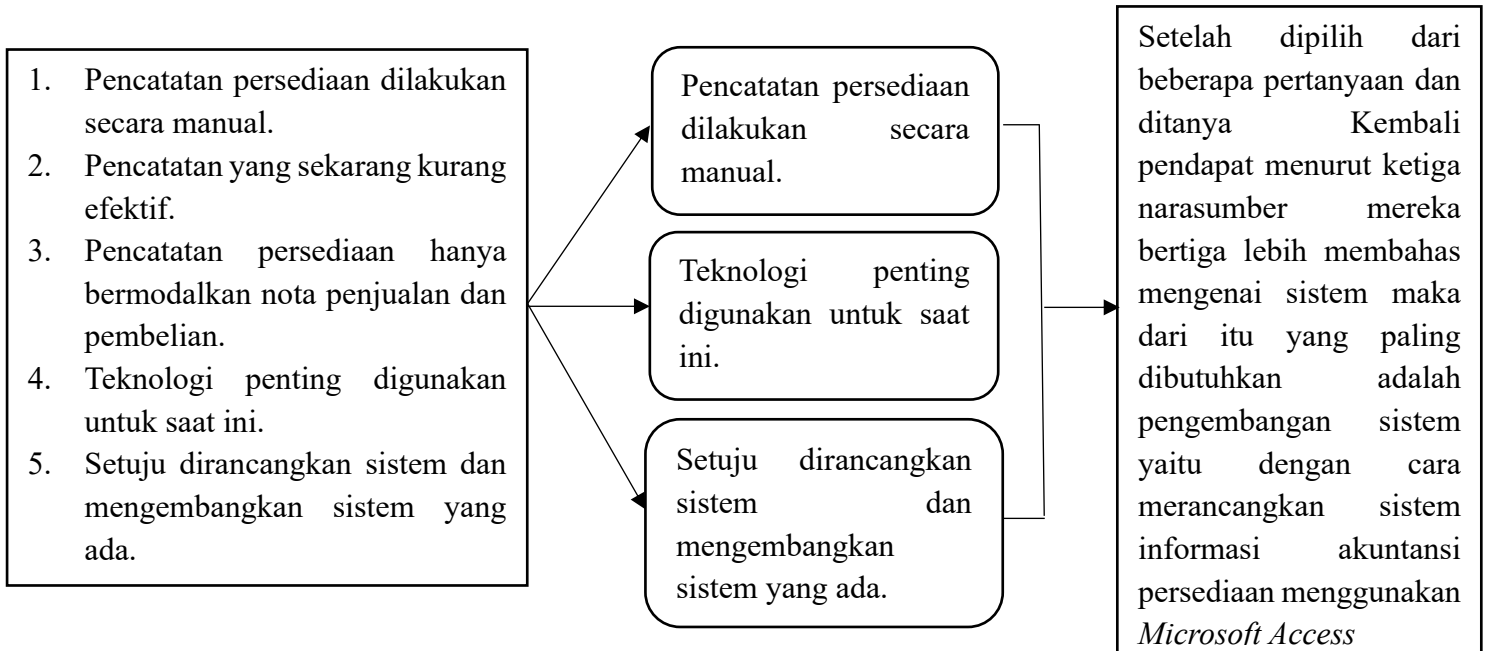 1. Pencatatan persediaan dilakukan
secara manual.
2. Pencatatan yang sekarang kurang
efektif.
3. Pencatatan persediaan hanya
bermodalkan nota penjualan dan
pembelian.
4. Teknologi penting digunakan
untuk saat ini.
5. Setuju dirancangkan sistem dan
mengembangkan sistem yang
ada.
Pencatatan persediaan
dilakukan secara
manual.
Teknologi penting
digunakan untuk saat
ini.
Setuju dirancangkan
sistem dan
mengembangkan
sistem yang ada.
Setelah dipilih dari
beberapa pertanyaan dan
ditanya Kembali
pendapat menurut ketiga
narasumber mereka
bertiga lebih membahas
mengenai sistem maka
dari itu yang paling
dibutuhkan adalah
pengembangan sistem
yaitu dengan cara
merancangkan sistem
informasi akuntansi
persediaan menggunakan
Microsoft Access